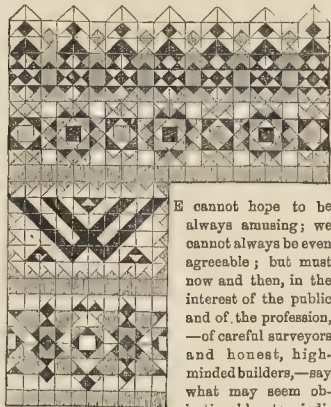 E cannot hope to be
always amusing; we
cannot always be even
agreeable; but must
now and then, in the
interest of the public
and of the profession,
—of careful surveyors
and honest, high-
minded builders,—say
what may seem ob-